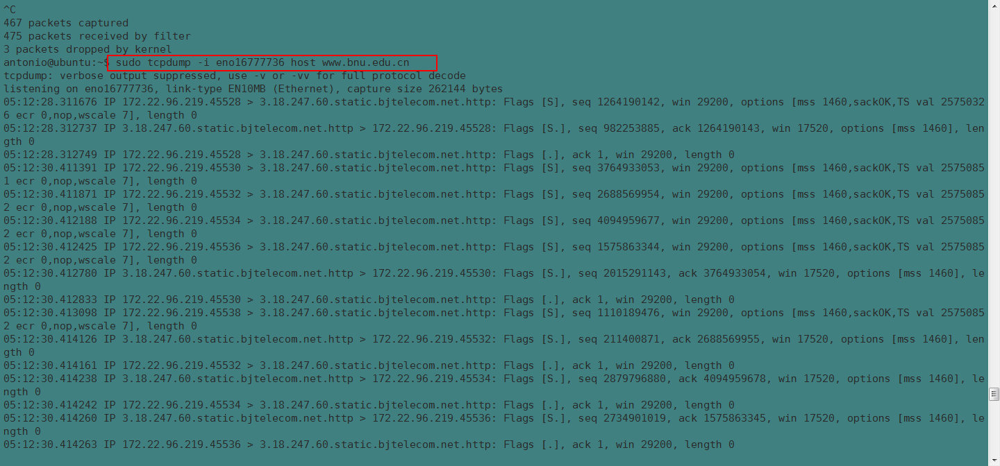 ^C
467 packets captured
475 packets received by filter
3 packets dropped by kernel
antonio@ubuntu:~$ sudo tcpdump -i eno16777736 host www.bnu.edu.cn
tcpdump: verbose output suppressed, use -v or -vv for full protocol decode
listening on eno16777736, link-type EN10MB (Ethernet), capture size 262144 bytes
05:12:28.311676 IP 172.22.96.219.45528 > 3.18.247.60.static.bjtelecom.net.http: Flags [S], seq 1264190142, win 29200, options [mss 1460,sackOK,TS val 2575032
6 ecr 0,nop,wscale 7], length 0
05:12:28.312737 IP 3.18.247.60.static.bjtelecom.net.http > 172.22.96.219.45528: Flags [S.], seq 982253885, ack 1264190143, win 17520, options [mss 1460], len
gth 0
05:12:28.312749 IP 172.22.96.219.45528 > 3.18.247.60.static.bjtelecom.net.http: Flags [.], ack 1, win 29200, length 0
05:12:30.411391 IP 172.22.96.219.45530 > 3.18.247.60.static.bjtelecom.net.http: Flags [S], seq 3764933053, win 29200, options [mss 1460,sackOK,TS val 2575085
1 ecr 0,nop,wscale 7], length 0
05:12:30.411871 IP 172.22.96.219.45532 > 3.18.247.60.static.bjtelecom.net.http: Flags [S], seq 2688569954, win 29200, options [mss 1460,sackOK,TS val 2575085
2 ecr 0,nop,wscale 7], length 0
05:12:30.412188 IP 172.22.96.219.45534 > 3.18.247.60.static.bjtelecom.net.http: Flags [S], seq 4094959677, win 29200, options [mss 1460,sackOK,TS val 2575085
2 ecr 0,nop,wscale 7], length 0
05:12:30.412425 IP 172.22.96.219.45536 > 3.18.247.60.static.bjtelecom.net.http: Flags [S], seq 1575863344, win 29200, options [mss 1460,sackOK,TS val 2575085
2 ecr 0,nop,wscale 7], length 0
05:12:30.412780 IP 3.18.247.60.static.bjtelecom.net.http > 172.22.96.219.45530: Flags [S.], seq 2015291143, ack 3764933054, win 17520, options [mss 1460], le
ngth 0
05:12:30.412833 IP 172.22.96.219.45530 > 3.18.247.60.static.bjtelecom.net.http: Flags [.], ack 1, win 29200, length 0
05:12:30.413098 IP 172.22.96.219.45538 > 3.18.247.60.static.bjtelecom.net.http: Flags [S], seq 1110189476, win 29200, options [mss 1460,sackOK,TS val 2575085
2 ecr 0,nop,wscale 7], length 0
05:12:30.414126 IP 3.18.247.60.static.bjtelecom.net.http > 172.22.96.219.45532: Flags [S.], seq 211400871, ack 2688569955, win 17520, options [mss 1460], len
gth 0
05:12:30.414161 IP 172.22.96.219.45532 > 3.18.247.60.static.bjtelecom.net.http: Flags [.], ack 1, win 29200, length 0
05:12:30.414238 IP 3.18.247.60.static.bjtelecom.net.http > 172.22.96.219.45534: Flags [S.], seq 2879796880, ack 4094959678, win 17520, options [mss 1460], le
ngth 0
05:12:30.414242 IP 172.22.96.219.45534 > 3.18.247.60.static.bjtelecom.net.http: Flags [.], ack 1, win 29200, length 0
05:12:30.414260 IP 3.18.247.60.static.bjtelecom.net.http > 172.22.96.219.45536: Flags [S.], seq 2734901019, ack 1575863345, win 17520, options [mss 1460], le
ngth 0
05:12:30.414263 IP 172.22.96.219.45536 > 3.18.247.60.static.bjtelecom.net.http: Flags [.], ack 1, win 29200, length 0